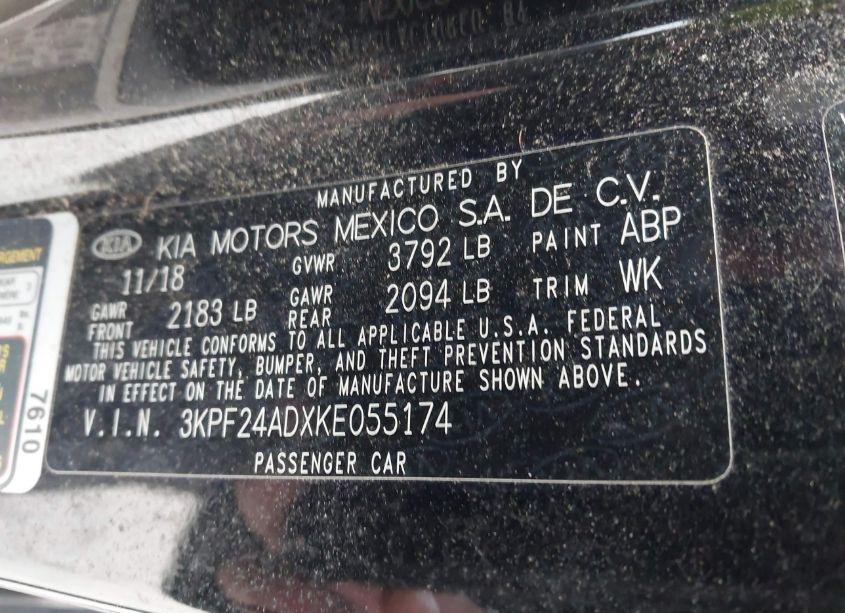 MANUFACTURED BY
KIA KIA MOTORS MEXICO S.A. DE C.V.
11/18 GVWR 3792 LB PAINT ABP
GAWR FRONT 2183 LB GAWR REAR 2094 LB TRIM WK
THIS VEHICLE CONFORMS TO ALL APPLICABLE U.S.A. FEDERAL
MOTOR VEHICLE SAFETY, BUMPER, AND THEFT PREVENTION STANDARDS
IN EFFECT ON THE DATE OF MANUFACTURE SHOWN ABOVE.
V.I.N. 3KPF24ADXKE055174
PASSENGER CAR
7610